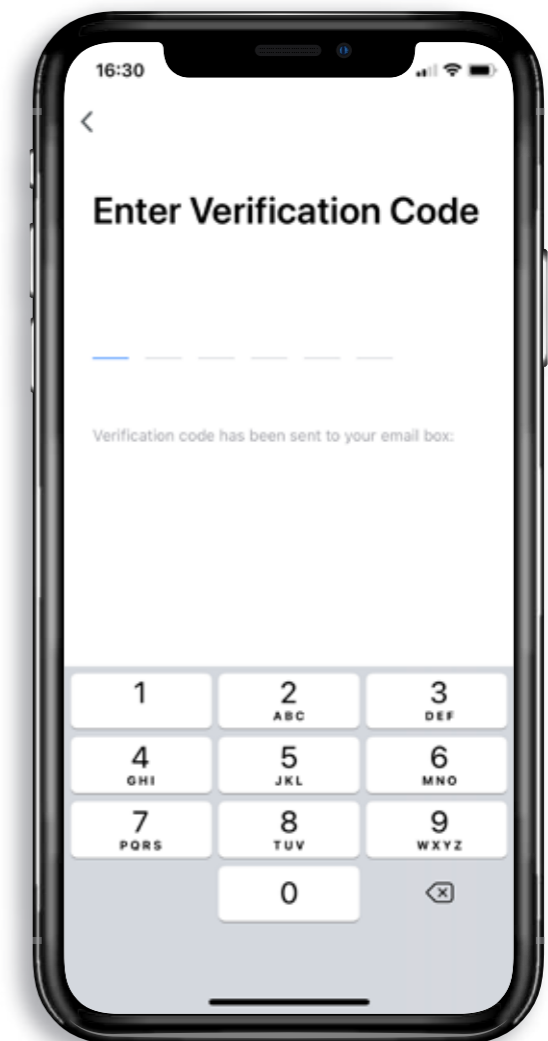 16:30
Enter Verification Code
Verification code has been sent to your email box:
1 2 3
ABC DEF
4 5 6
GHI JKL MNO
7 8 9
PQRS TUV WXYZ
0